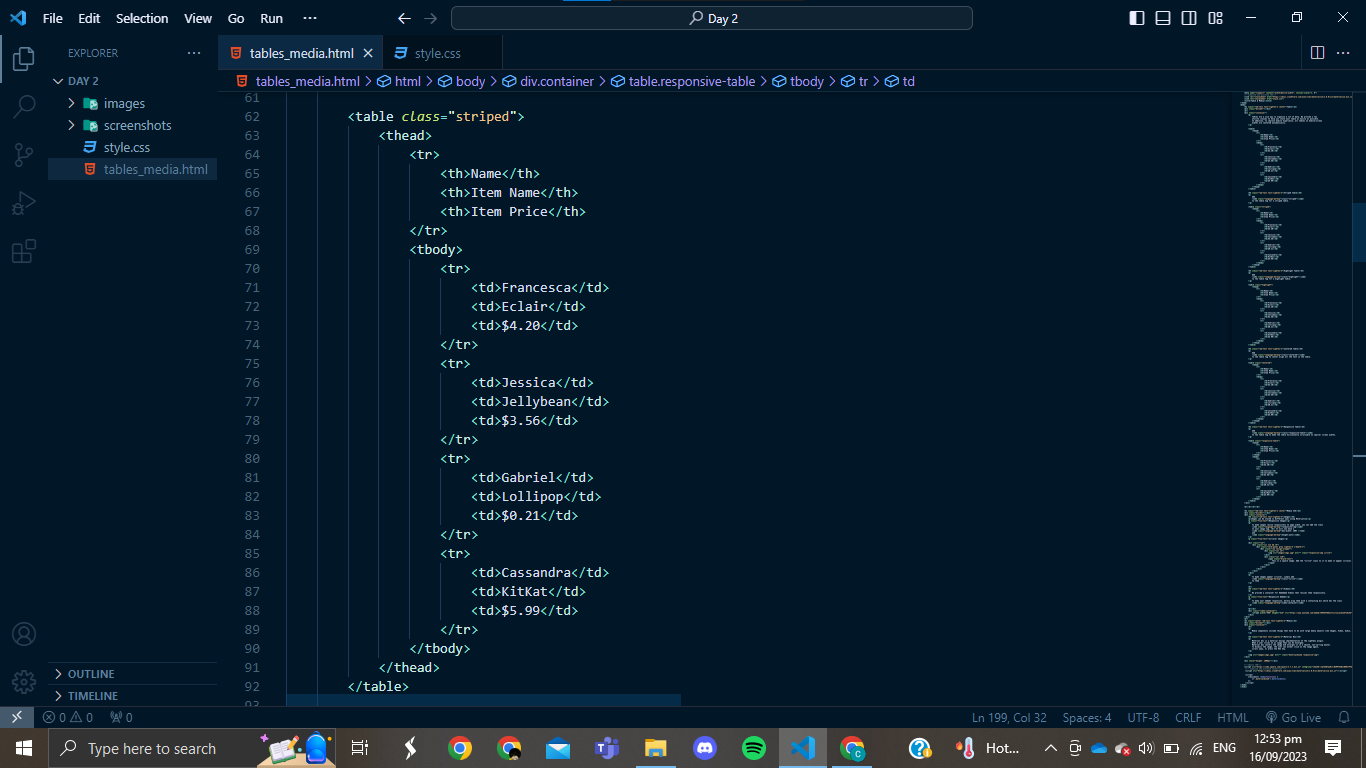 File Edit Selection View Go Run ··· Day 2
EXPLORER ···
DAY 2
images
screenshots
style.css
tables_media.html
OUTLINE
TIMELINE
tables_media.html style.css ···
tables_media.html > html > body > div.container > table.responsive-table > tbody > tr > td
61
62 <table class="striped">
63 <thead>
64 <tr>
65 <th>Name</th>
66 <th>Item Name</th>
67 <th>Item Price</th>
68 </tr>
69 <tbody>
70 <tr>
71 <td>Francesca</td>
72 <td>Eclair</td>
73 <td>$4.20</td>
74 </tr>
75 <tr>
76 <td>Jessica</td>
77 <td>Jellybean</td>
78 <td>$3.56</td>
79 </tr>
80 <tr>
81 <td>Gabriel</td>
82 <td>Lollipop</td>
83 <td>$0.21</td>
84 </tr>
85 <tr>
86 <td>Cassandra</td>
87 <td>KitKat</td>
88 <td>$5.99</td>
89 </tr>
90 </tbody>
91 </thead>
92 </table>
93
0 0 0 Ln 199, Col 32 Spaces: 4 UTF-8 CRLF HTML Go Live
Type here to search Hot... ENG 12:53 pm
16/09/2023